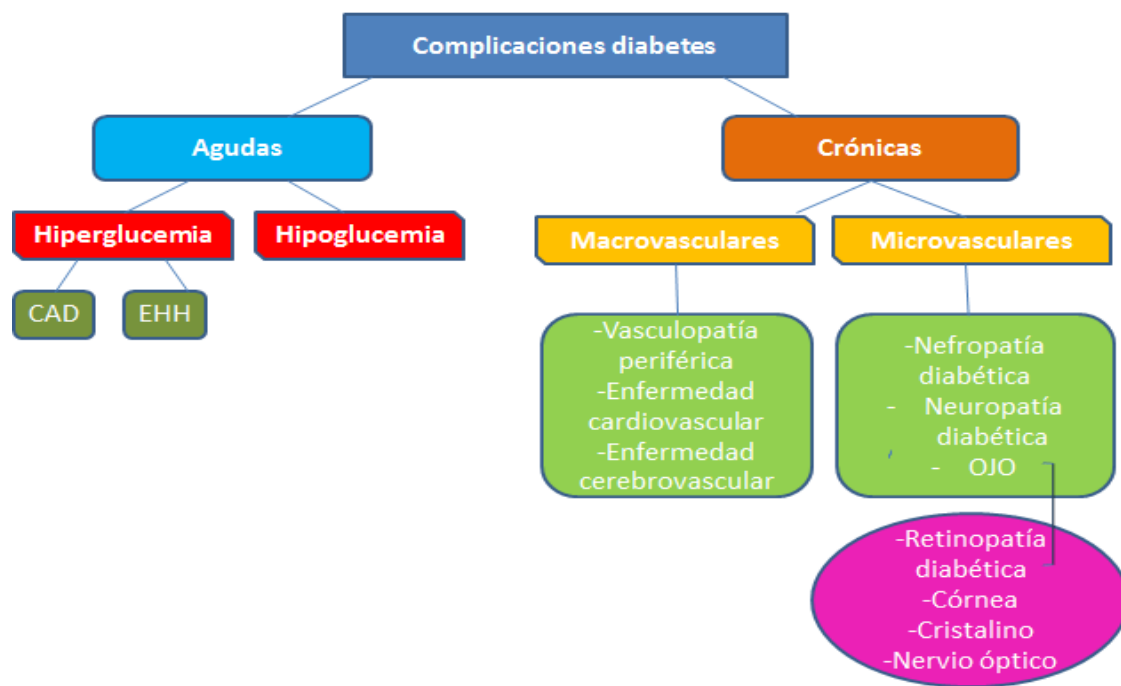 Complicaciones diabetes
Agudas
Crónicas
Hiperglucemia
Hipoglucemia
Macrovasculares
Microvasculares
CAD
EHH
-Vasculopatía
periférica
-Enfermedad
cardiovascular
-Enfermedad
cerebrovascular
-Nefropatía
diabética
- Neuropatía
diabética
- OJO
-Retinopatía
diabética
-Córnea
-Cristalino
-Nervio óptico